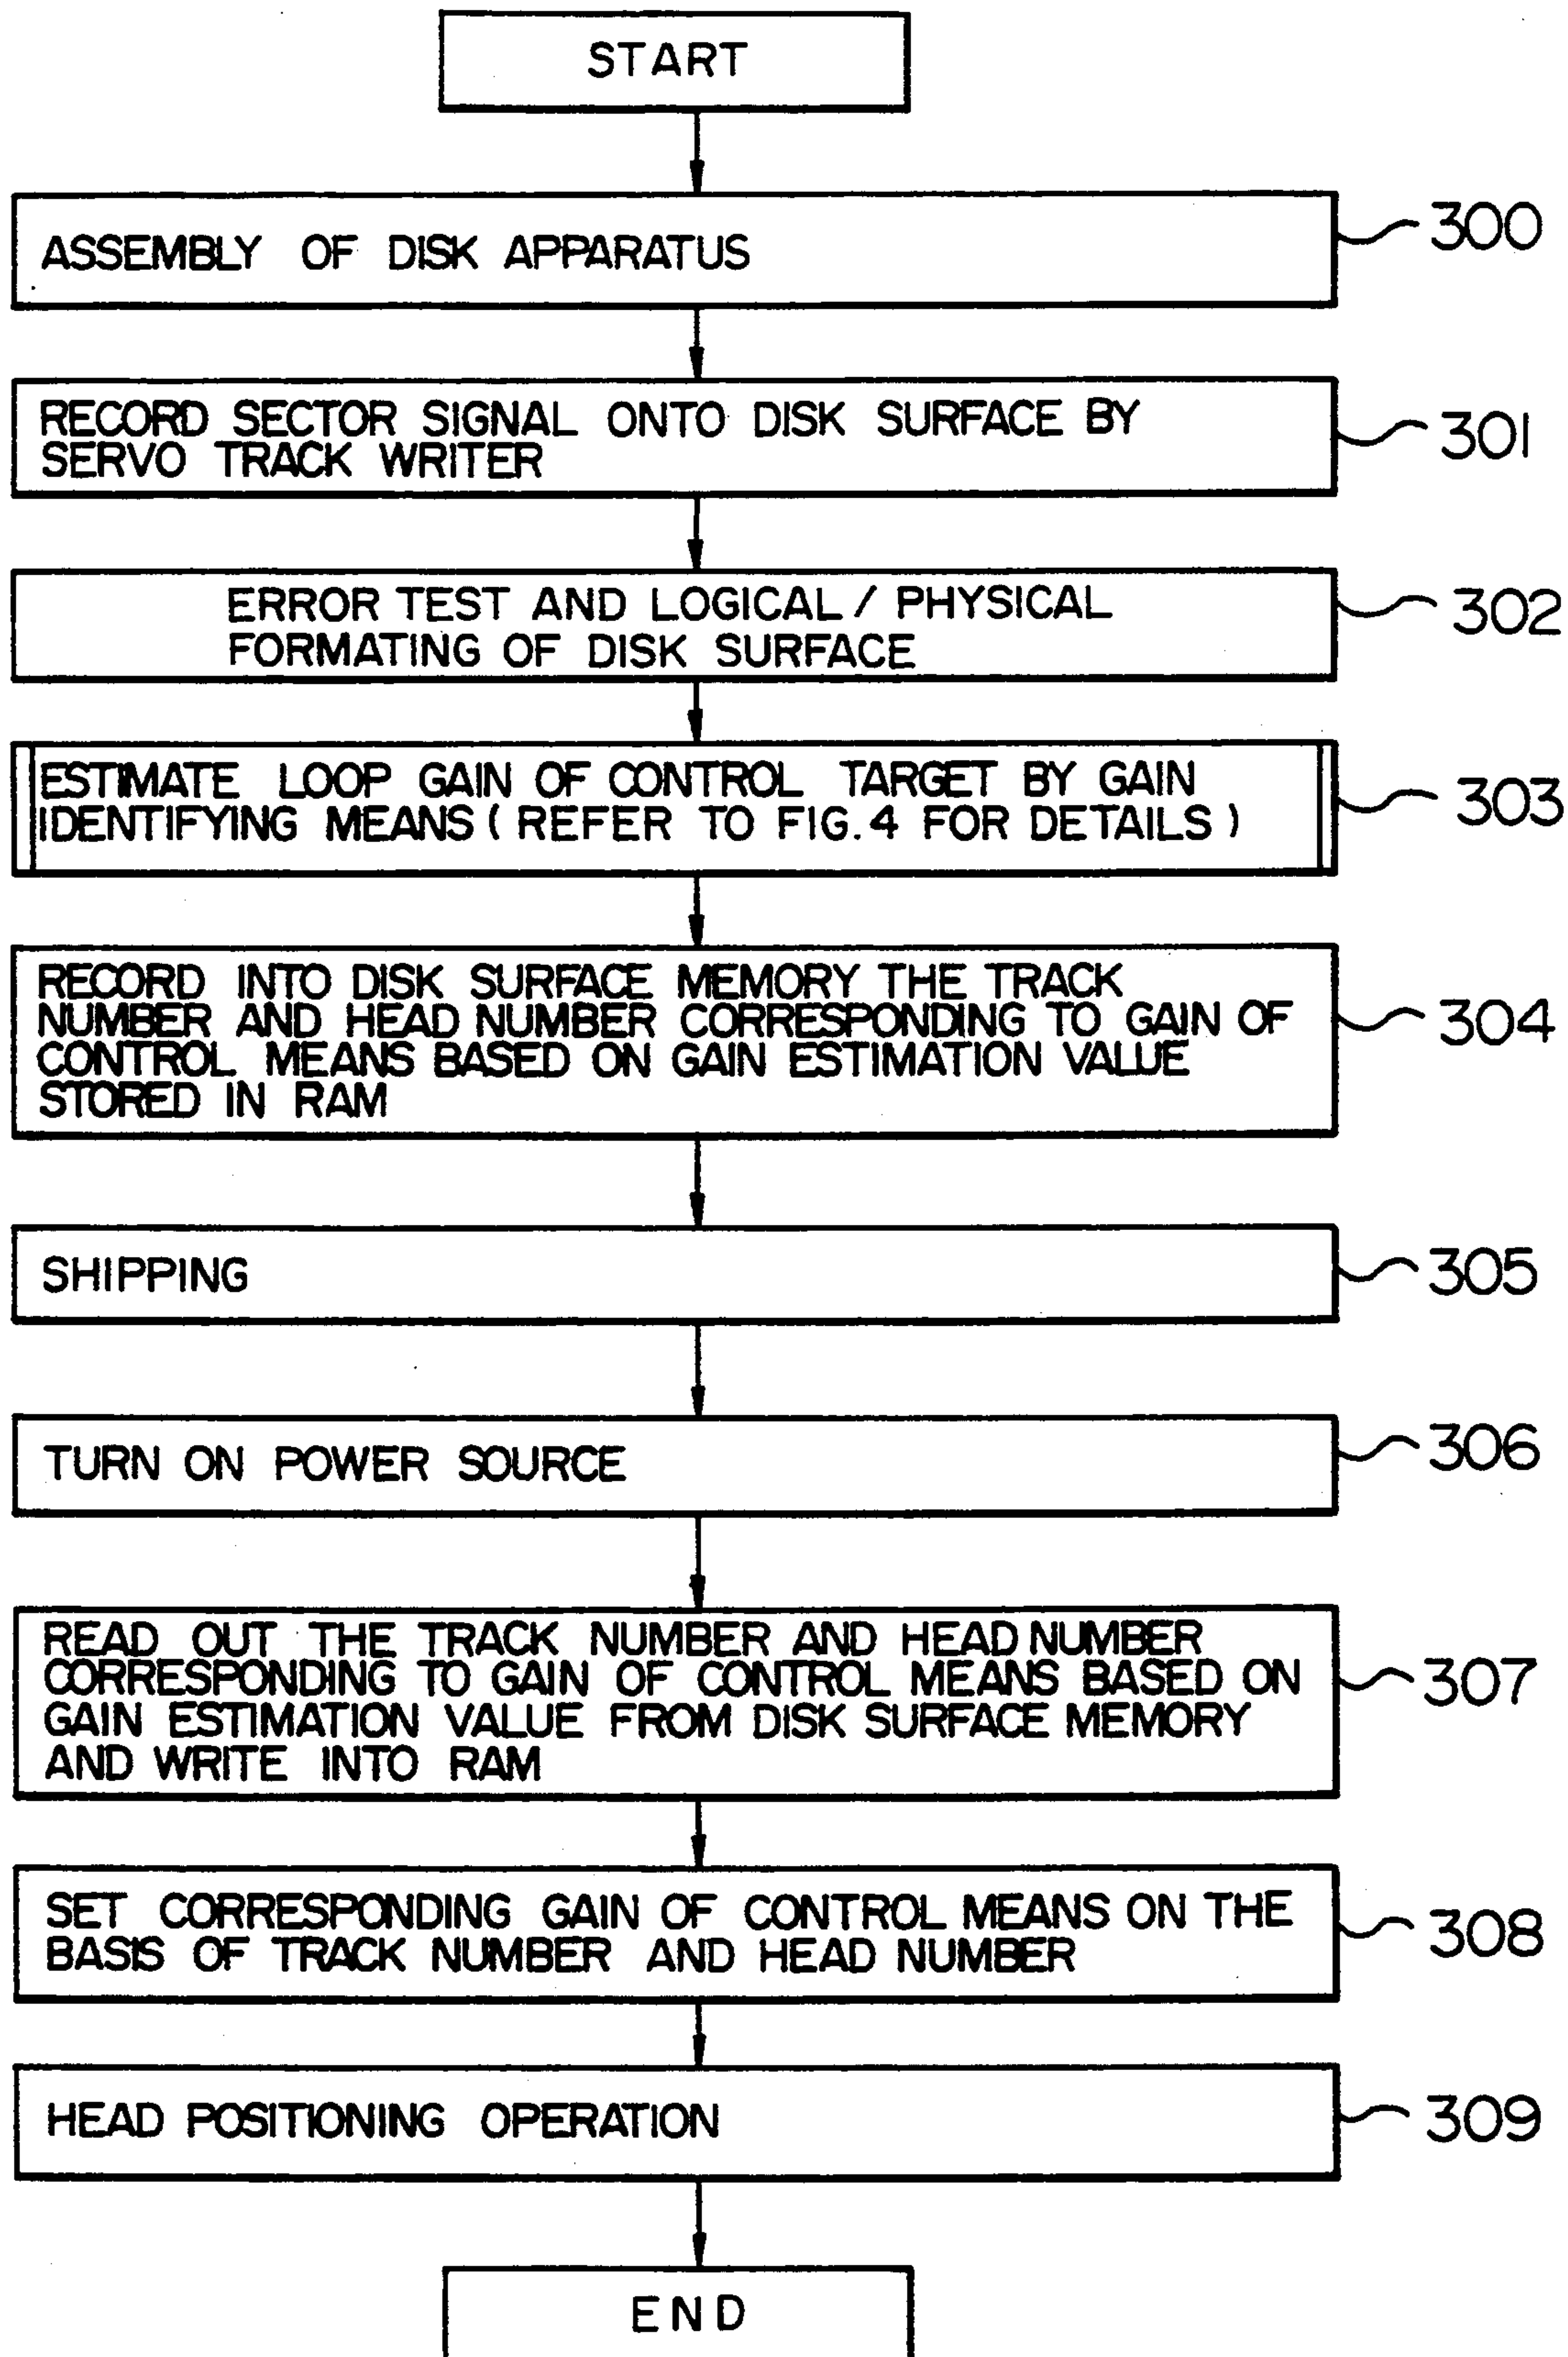 START
ASSEMBLY OF DISK APPARATUS
300
RECORD SECTOR SIGNAL ONTO DISK SURFACE BY
SERVO TRACK WRITER
301
ERROR TEST AND LOGICAL / PHYSICAL
FORMATING OF DISK SURFACE
302
ESTIMATE LOOP GAIN OF CONTROL TARGET BY GAIN
IDENTIFYING MEANS ( REFER TO FIG. 4 FOR DETAILS )
303
RECORD INTO DISK SURFACE MEMORY THE TRACK
NUMBER AND HEAD NUMBER CORRESPONDING TO GAIN OF
CONTROL MEANS BASED ON GAIN ESTIMATION VALUE
STORED IN RAM
304
SHIPPING
305
TURN ON POWER SOURCE
306
READ OUT THE TRACK NUMBER AND HEAD NUMBER
CORRESPONDING TO GAIN OF CONTROL MEANS BASED ON
GAIN ESTIMATION VALUE FROM DISK SURFACE MEMORY
AND WRITE INTO RAM
307
SET CORRESPONDING GAIN OF CONTROL MEANS ON THE
BASIS OF TRACK NUMBER AND HEAD NUMBER
308
HEAD POSITIONING OPERATION
309
END